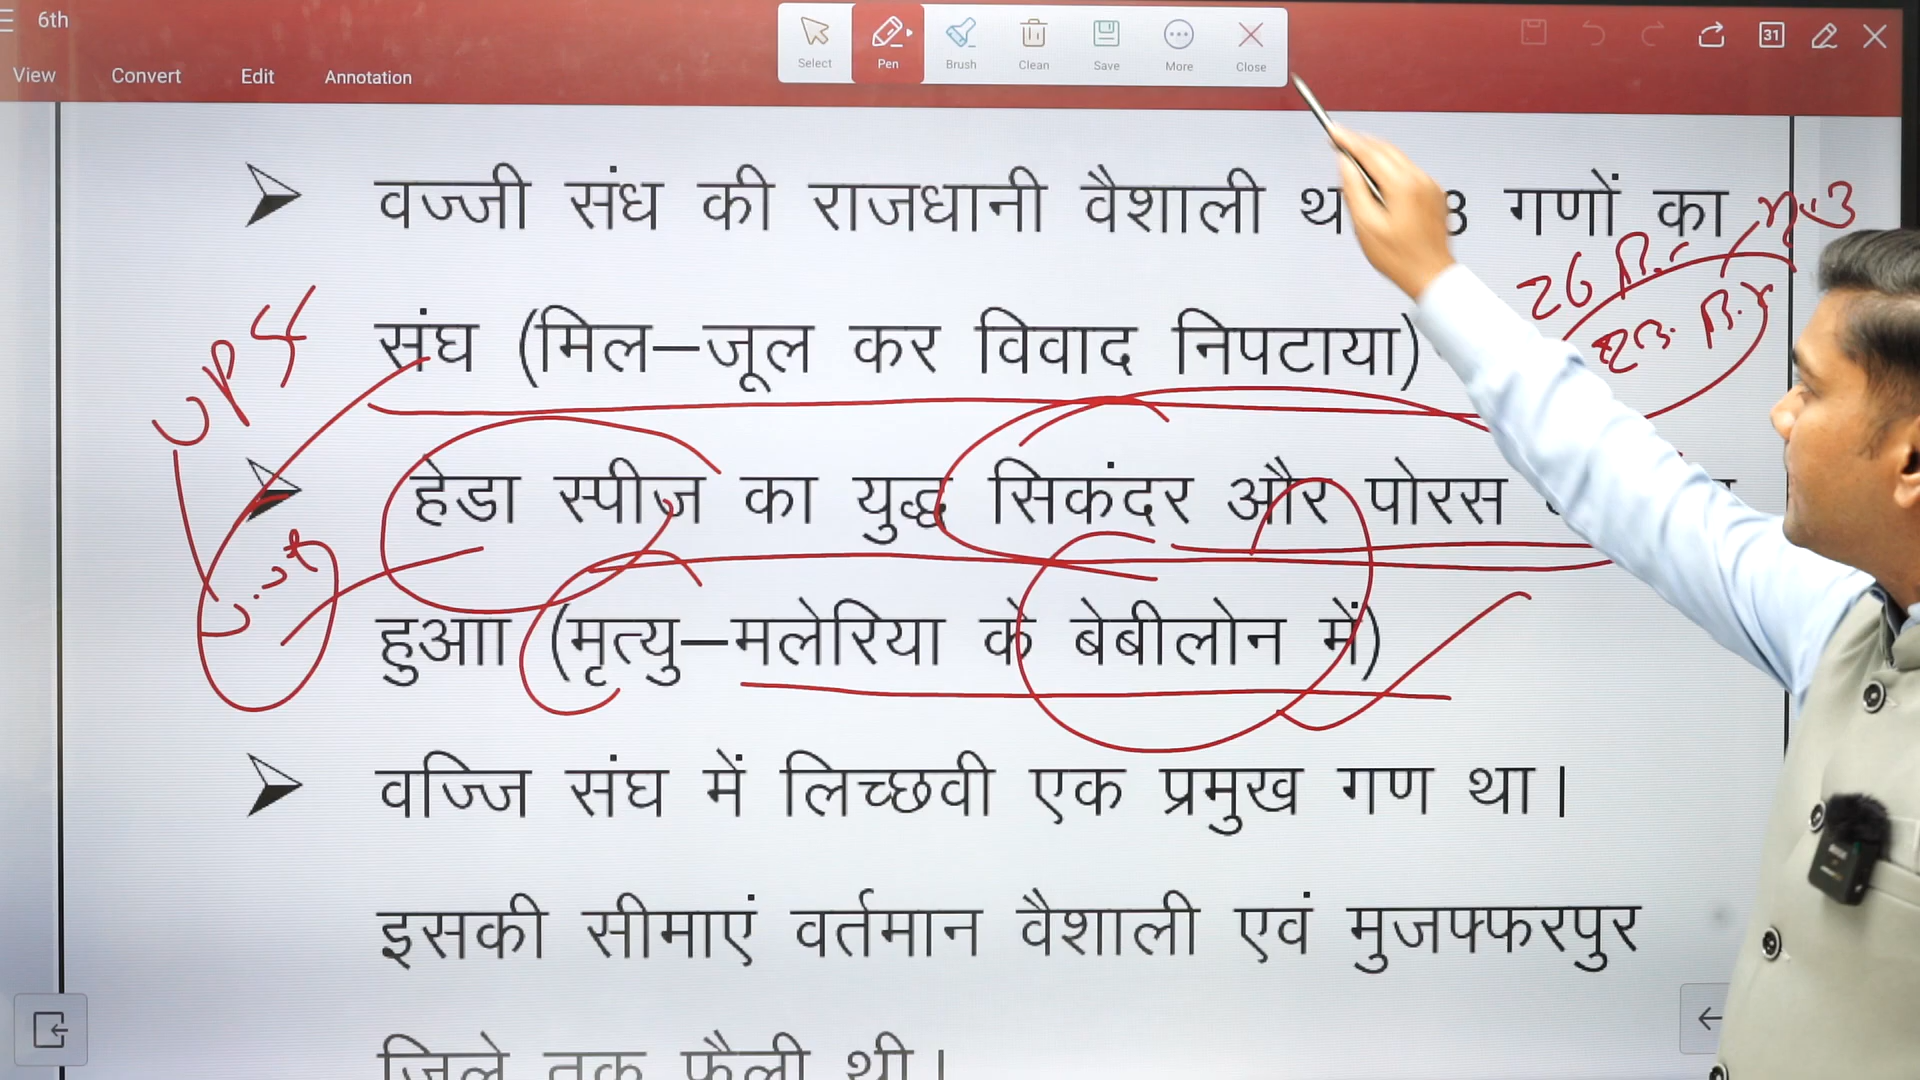 6th
View Convert Edit Annotation
Select Pen Brush Clean Save More Close
31
वज्जी संध की राजधानी वैशाली गणों का
संघ (मिल–जूल कर विवाद निपटाया)
हेडा स्पीज का युद्ध सिकंदर और पोरस
हुआा (मृत्यु–मलेरिया के बेबीलोन में)
वज्जि संघ में लिच्छवी एक प्रमुख गण था।
इसकी सीमाएं वर्तमान वैशाली एवं मुजफ्फरपुर
जिले तक फैली थी।